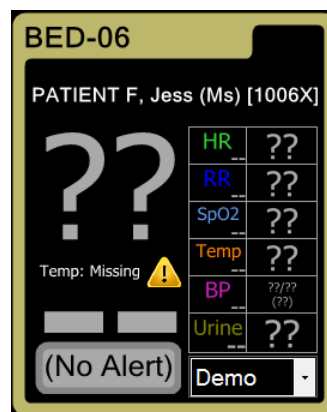 BED-06
PATIENT F, Jess (Ms) [1006X]
??
HR -- ??
RR -- ??
SpO2 -- ??
Temp -- ??
Temp: Missing
BP -- ??/?? (??)
Urine -- ??
-- 
(No Alert)
Demo